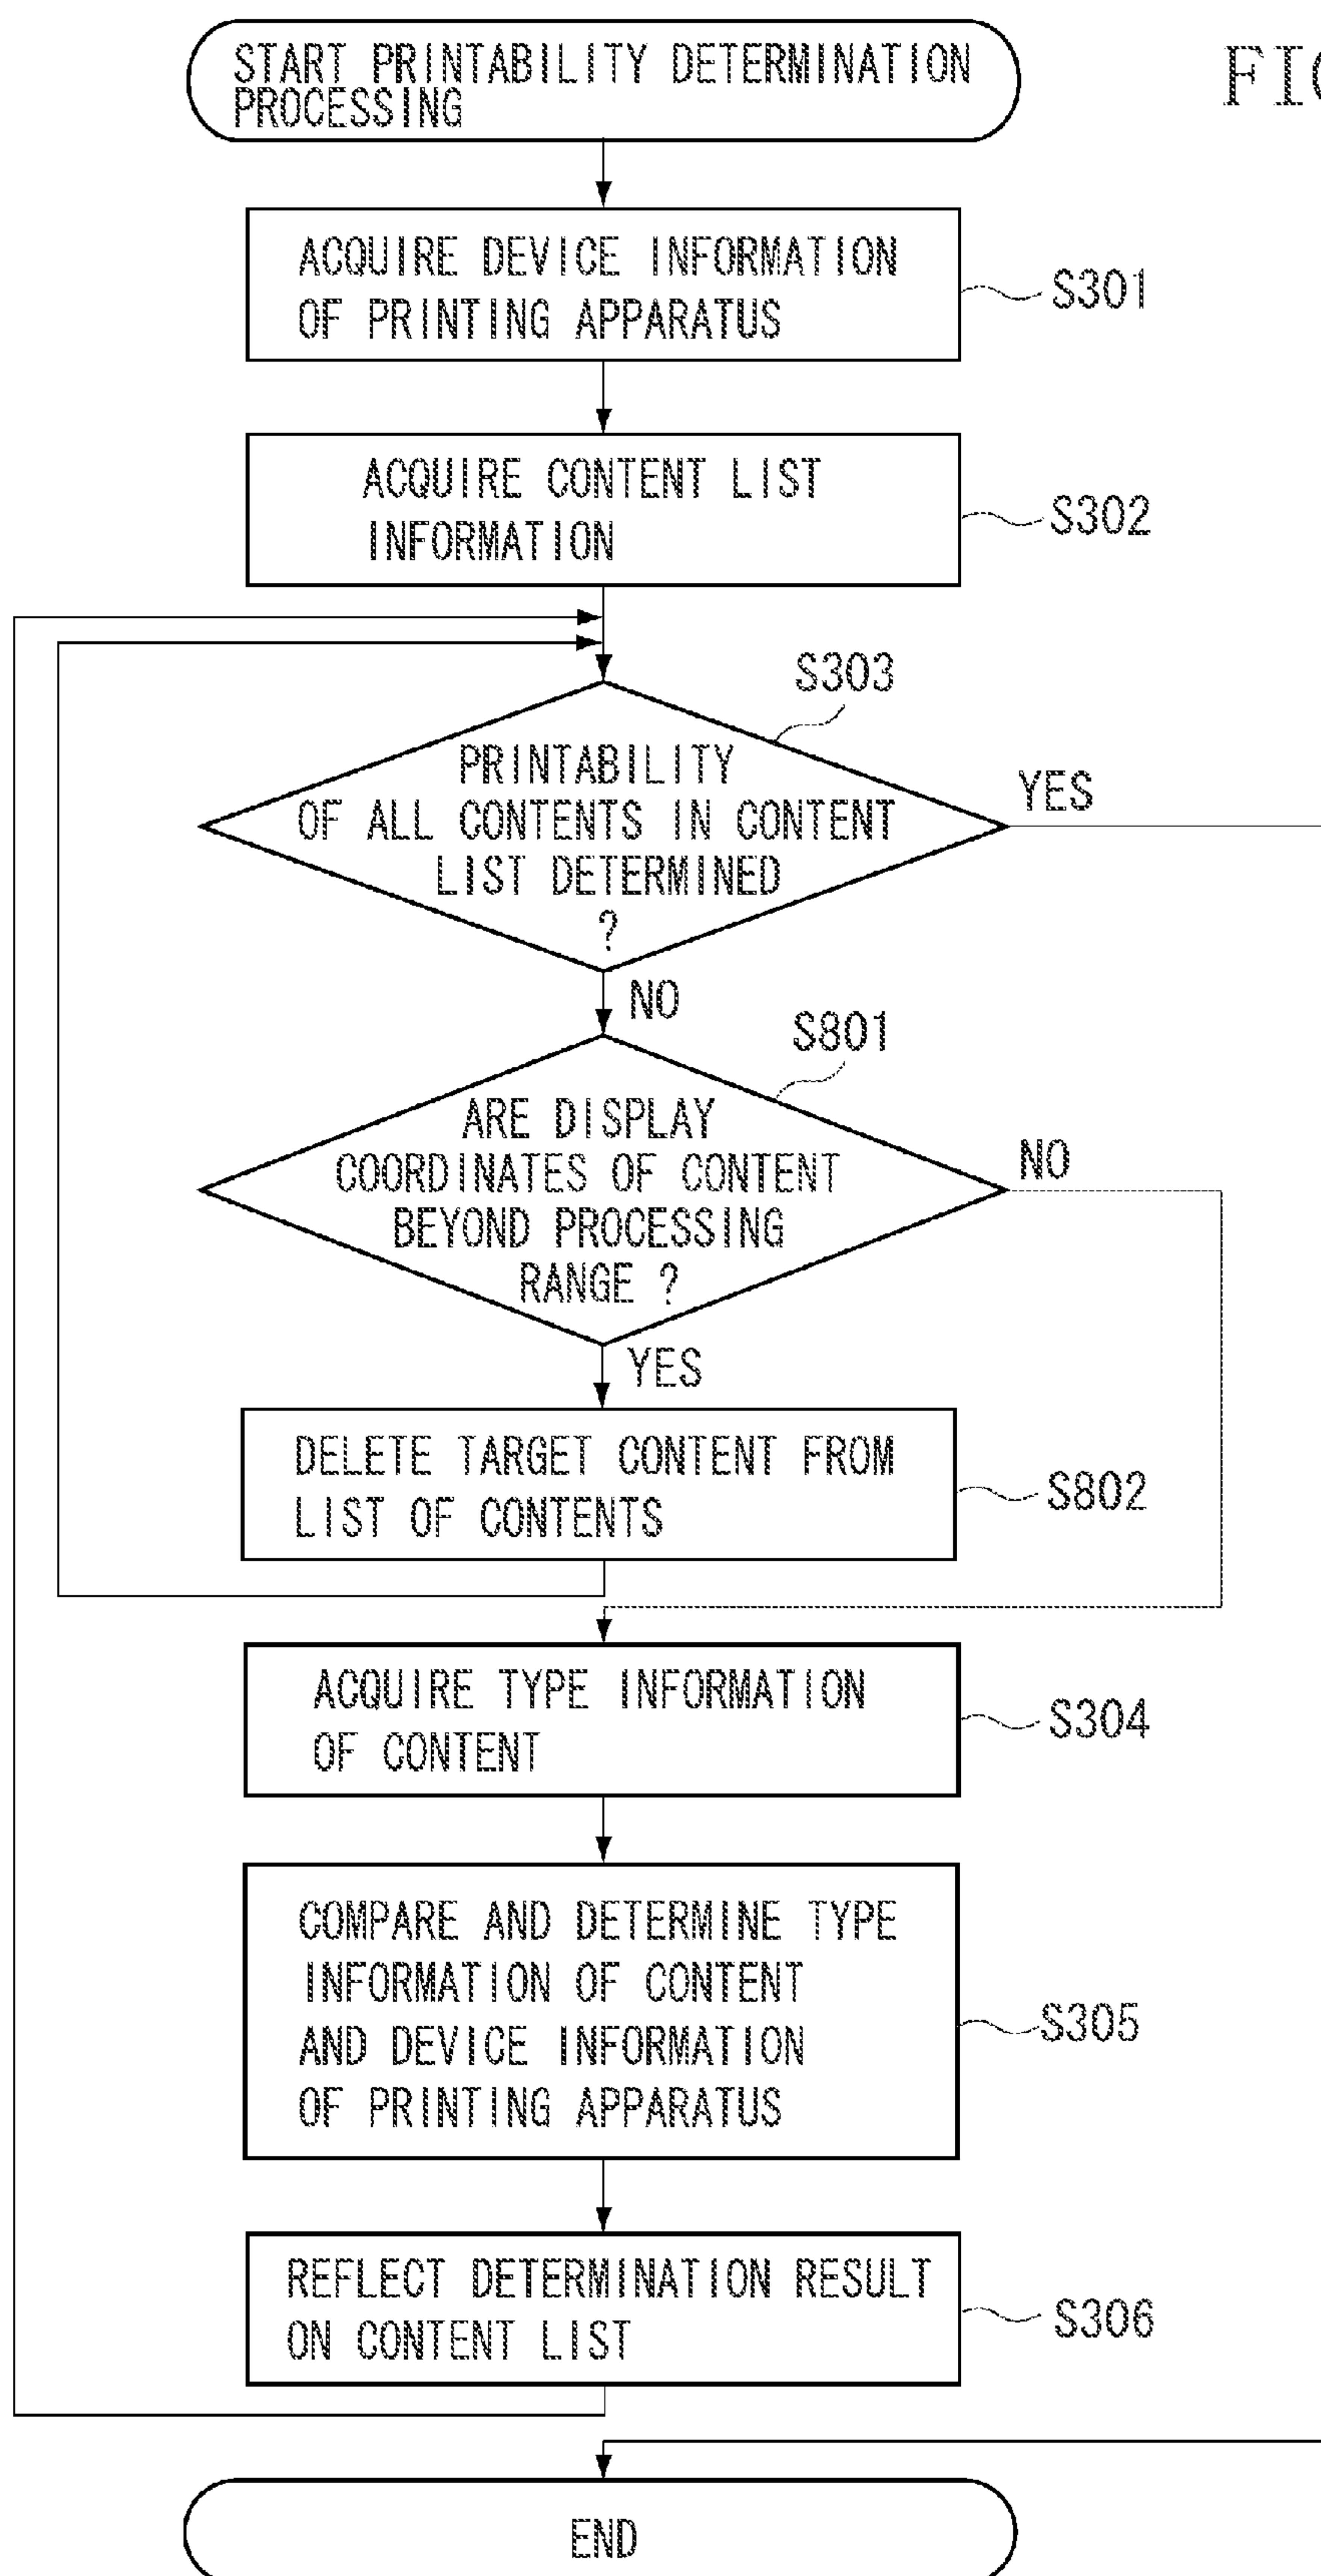 START PRINTABILITY DETERMINATION
PROCESSING
FIG
ACQUIRE DEVICE INFORMATION
OF PRINTING APPARATUS
S301
ACQUIRE CONTENT LIST
INFORMATION
S302
S303
PRINTABILITY
OF ALL CONTENTS IN CONTENT
LIST DETERMINED
?
YES
NO
S801
ARE DISPLAY
COORDINATES OF CONTENT
BEYOND PROCESSING
RANGE ?
NO
YES
DELETE TARGET CONTENT FROM
LIST OF CONTENTS
S802
ACQUIRE TYPE INFORMATION
OF CONTENT
S304
COMPARE AND DETERMINE TYPE
INFORMATION OF CONTENT
AND DEVICE INFORMATION
OF PRINTING APPARATUS
S305
REFLECT DETERMINATION RESULT
ON CONTENT LIST
S306
END